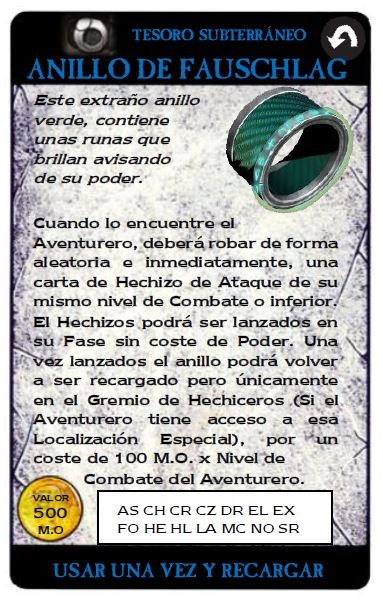 TESORO SUBTERRÁNEO
ANILLO DE FAUSCHLAG
Este extraño anillo
verde, contiene
unas runas que
brillan avisando
de su poder.
Cuando lo encuentre el
Aventurero, deberá robar de forma
aleatoria e inmediatamente, una
carta de Hechizo de Ataque de su
mismo nivel de Combate o inferior.
El Hechizos podrá ser lanzados en
su Fase sin coste de Poder. Una
vez lanzados el anillo podrá volver
a ser recargado pero únicamente
en el Gremio de Hechiceros (Si el
Aventurero tiene acceso a esa
Localización Especial), por un
coste de 100 M.O. x Nivel de
Combate del Aventurero.
VALOR
500
M.O
AS CH CR CZ DR EL EX
FO HE HL LA MC NO SR
USAR UNA VEZ Y RECARGAR